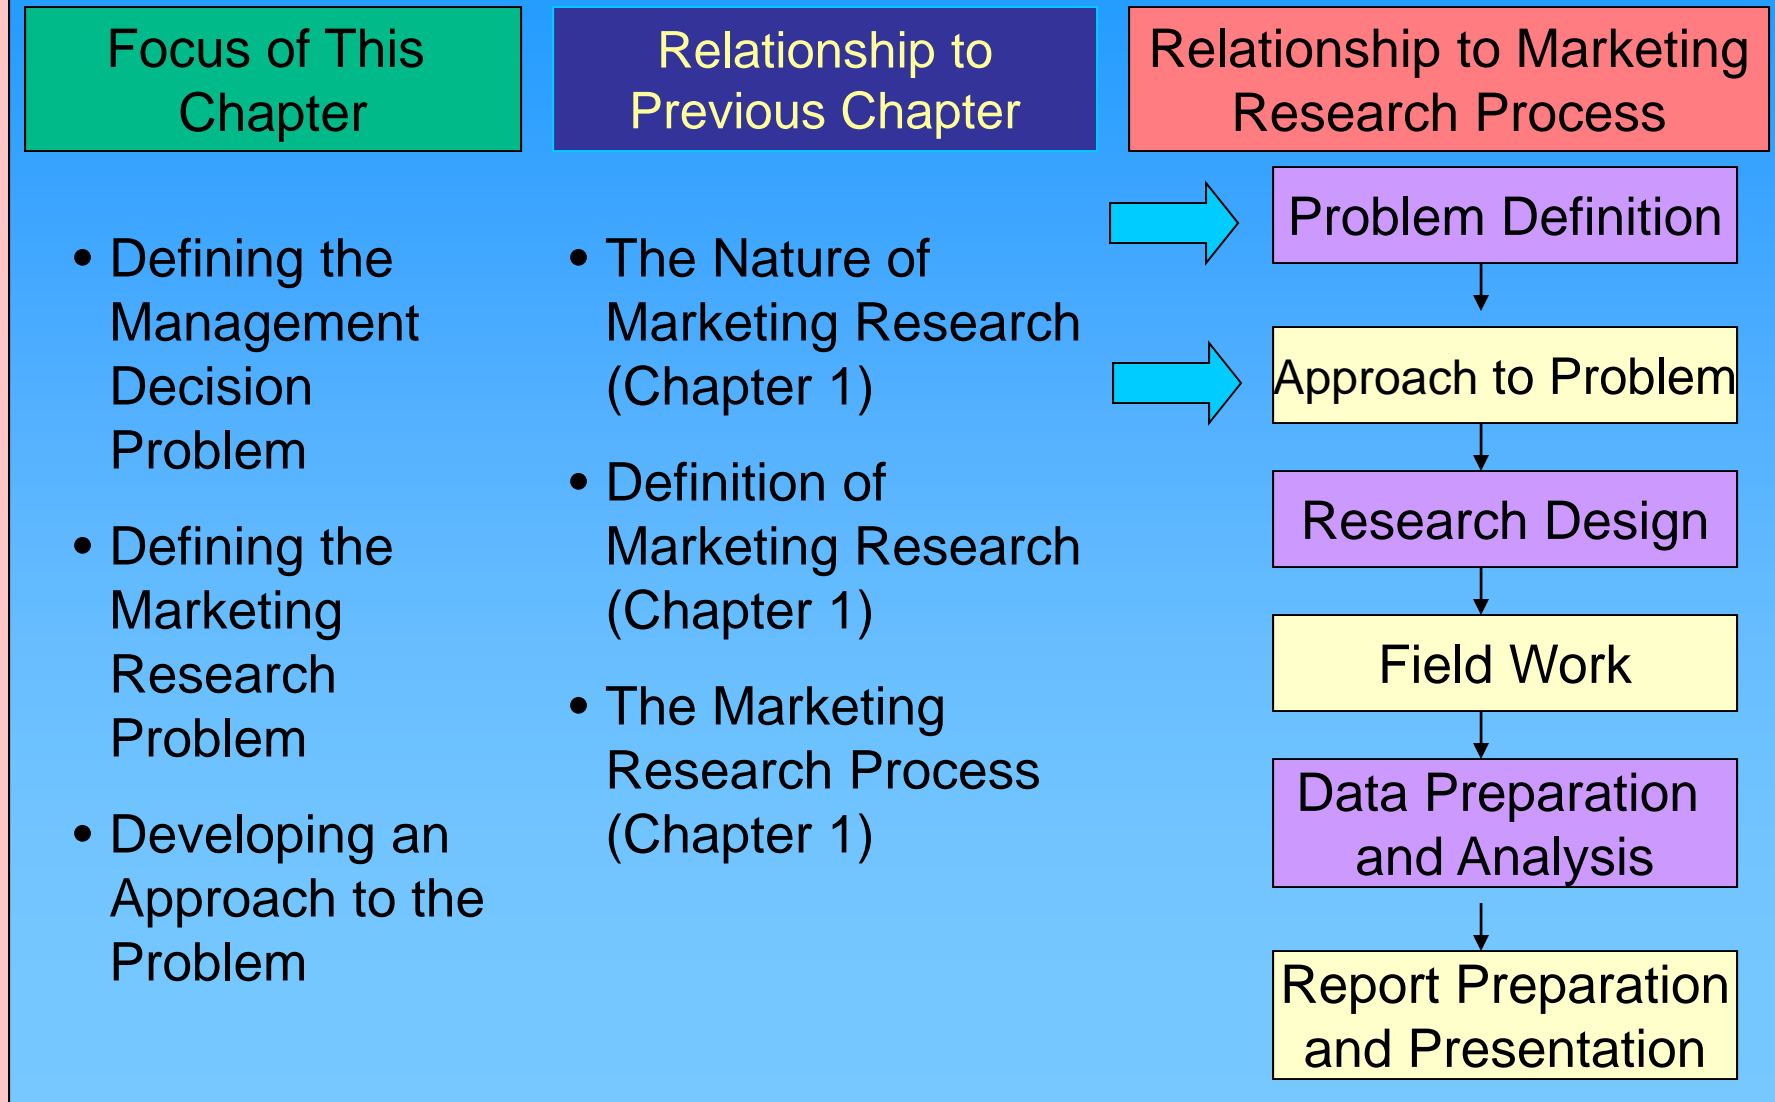 Focus of This
Chapter
Relationship to
Previous Chapter
Relationship to Marketing
Research Process
• Defining the
Management
Decision
Problem
• Defining the
Marketing
Research
Problem
• Developing an
Approach to the
Problem
• The Nature of
Marketing Research
(Chapter 1)
• Definition of
Marketing Research
(Chapter 1)
• The Marketing
Research Process
(Chapter 1)
Problem Definition
Approach to Problem
Research Design
Field Work
Data Preparation
and Analysis
Report Preparation
and Presentation